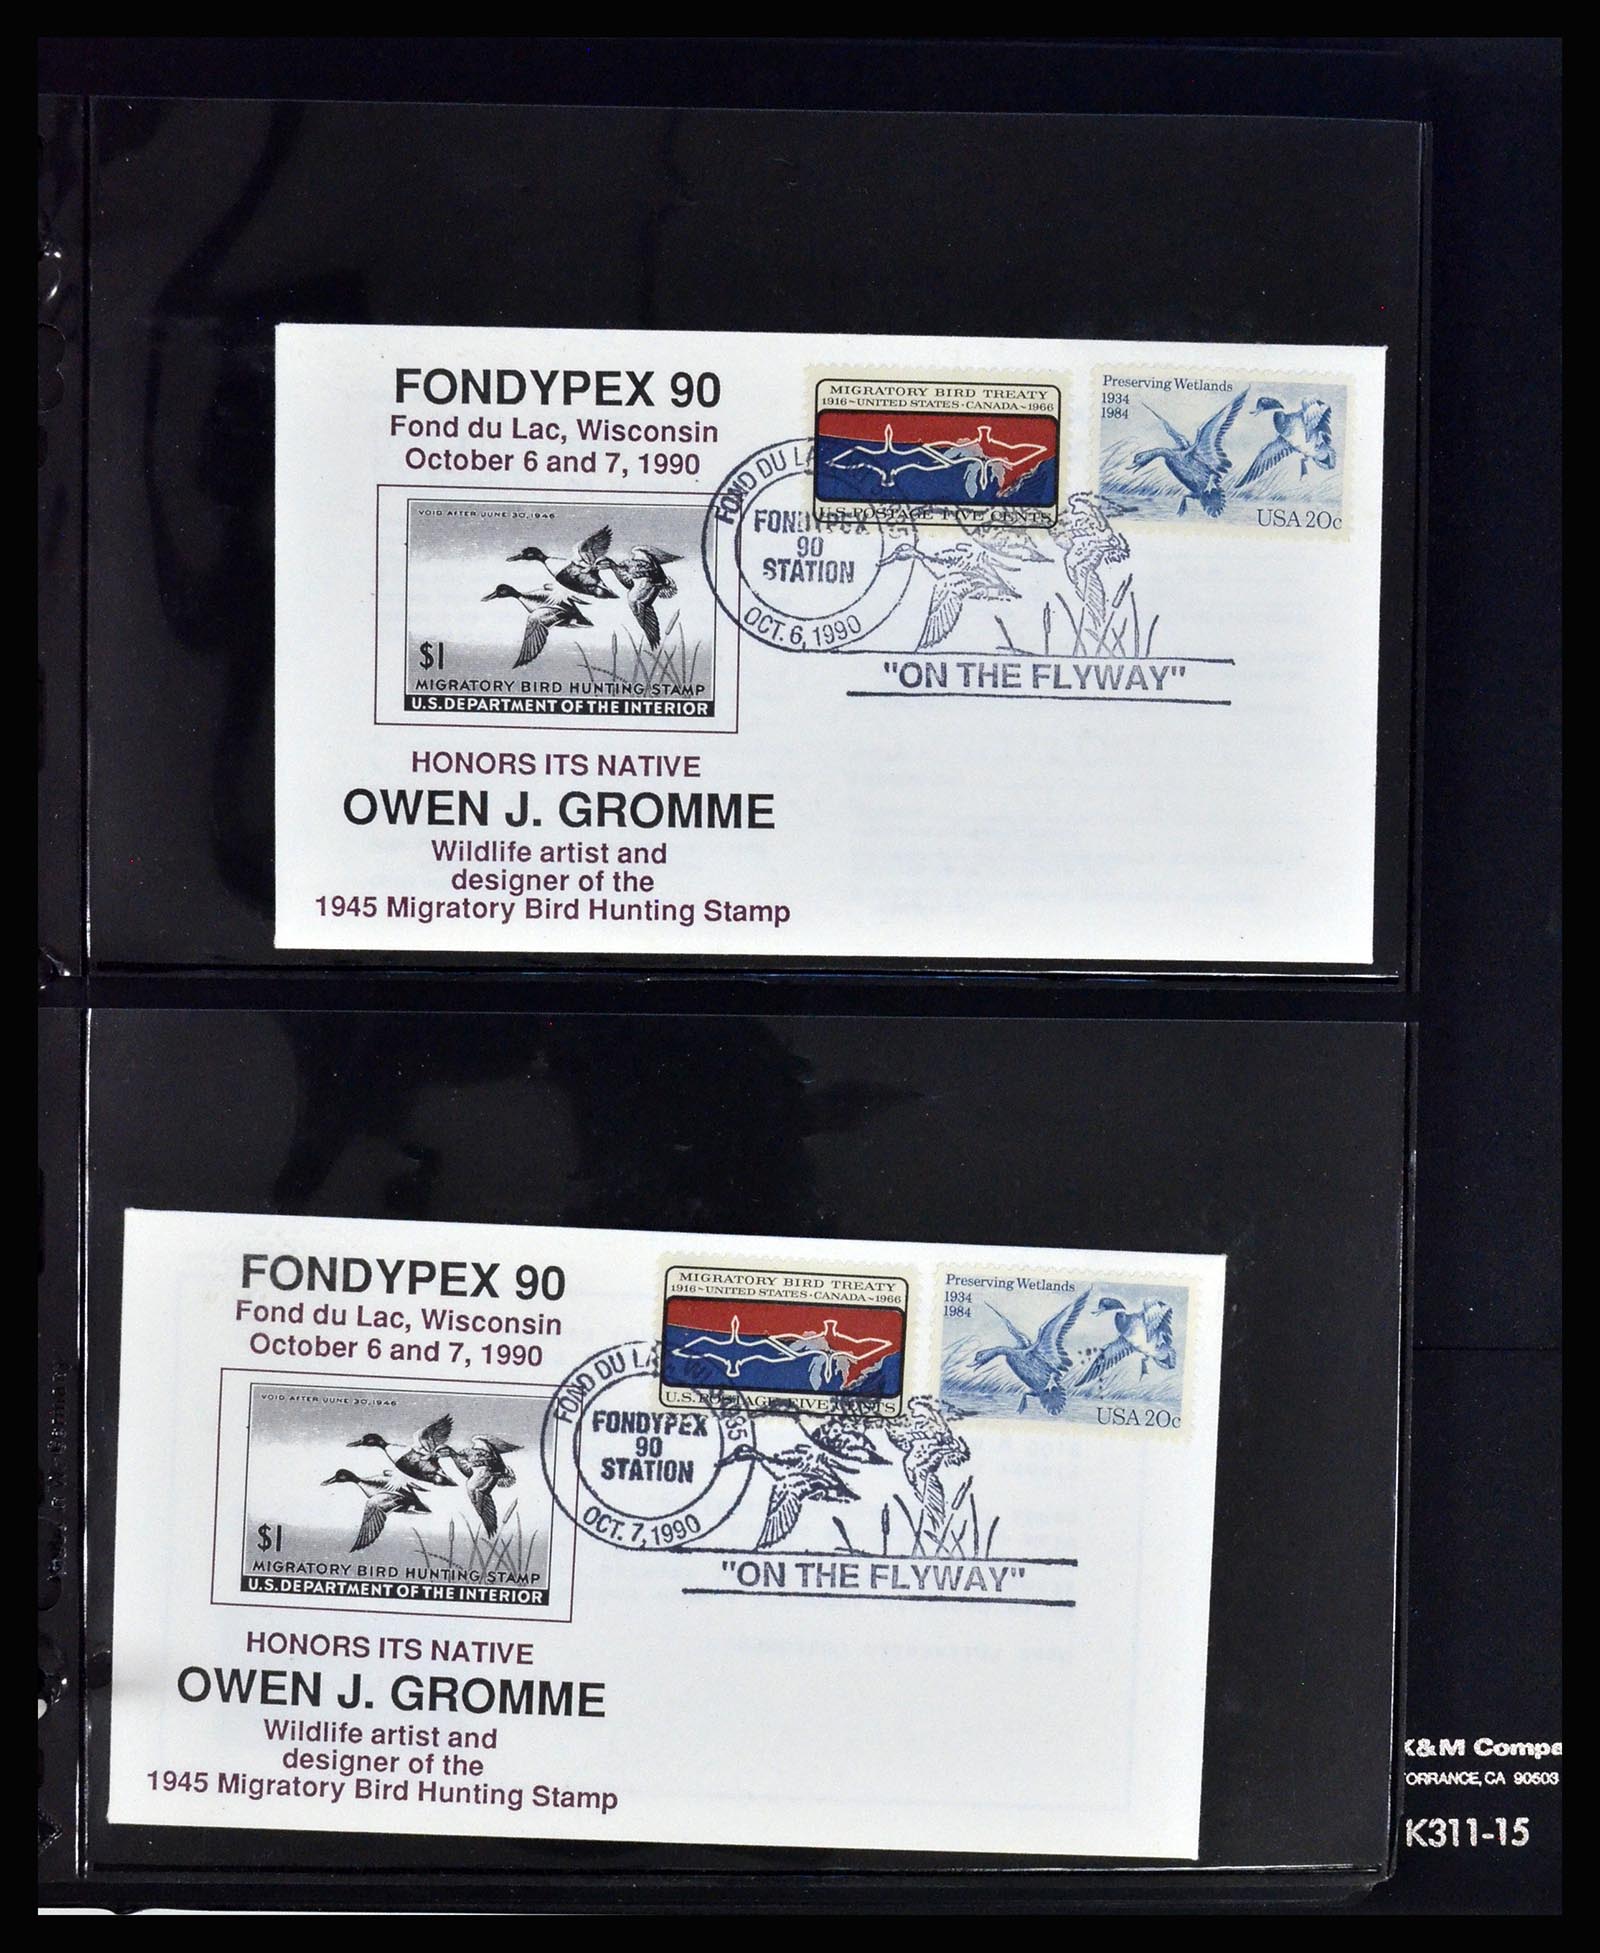 FONDYPEX 90
Fond du Lac, Wisconsin
October 6 and 7, 1990
VOID AFTER JUNE 30, 1946
$1
MIGRATORY BIRD HUNTING STAMP
U.S. DEPARTMENT OF THE INTERIOR
HONORS ITS NATIVE
OWEN J. GROMME
Wildlife artist and
designer of the
1945 Migratory Bird Hunting Stamp
MIGRATORY BIRD TREATY
1916~UNITED STATES·CANADA~1966
U.S. POSTAGE FIVE CENTS
Preserving Wetlands
1934
1984
USA 20c
FOND DU
FONDYPEX
90
STATION
OCT. 6, 1990
"ON THE FLYWAY"
FONDYPEX 90
Fond du Lac, Wisconsin
October 6 and 7, 1990
VOID AFTER JUNE 30, 1946
$1
MIGRATORY BIRD HUNTING STAMP
U.S. DEPARTMENT OF THE INTERIOR
HONORS ITS NATIVE
OWEN J. GROMME
Wildlife artist and
designer of the
1945 Migratory Bird Hunting Stamp
MIGRATORY BIRD TREATY
1916~UNITED STATES·CANADA~1966
U.S. POSTAGE FIVE CENTS
Preserving Wetlands
1934
1984
USA 20c
FOND DU LAC, WI
FONDYPEX
90
STATION
OCT. 7, 1990
"ON THE FLYWAY"
K&M Compa
ORRANCE, CA 90503
K311-15